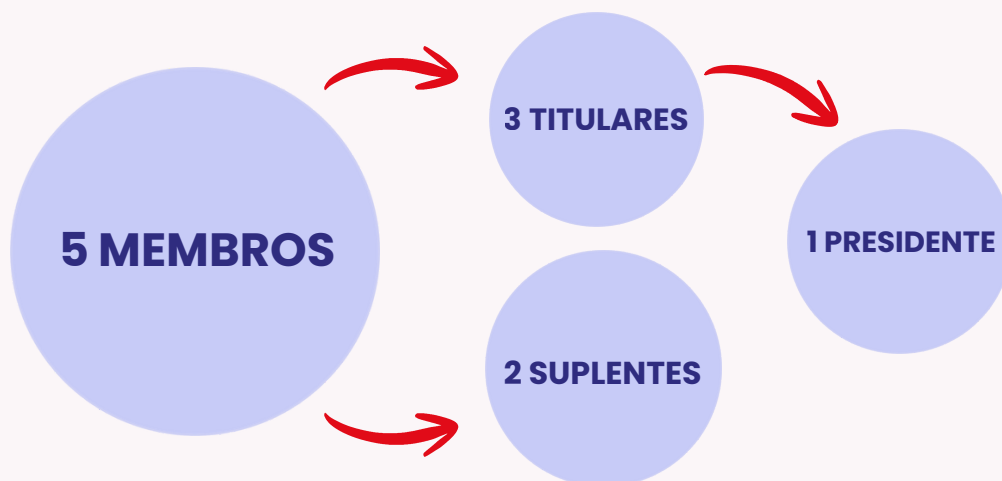 5 MEMBROS
3 TITULARES
2 SUPLENTES
1 PRESIDENTE